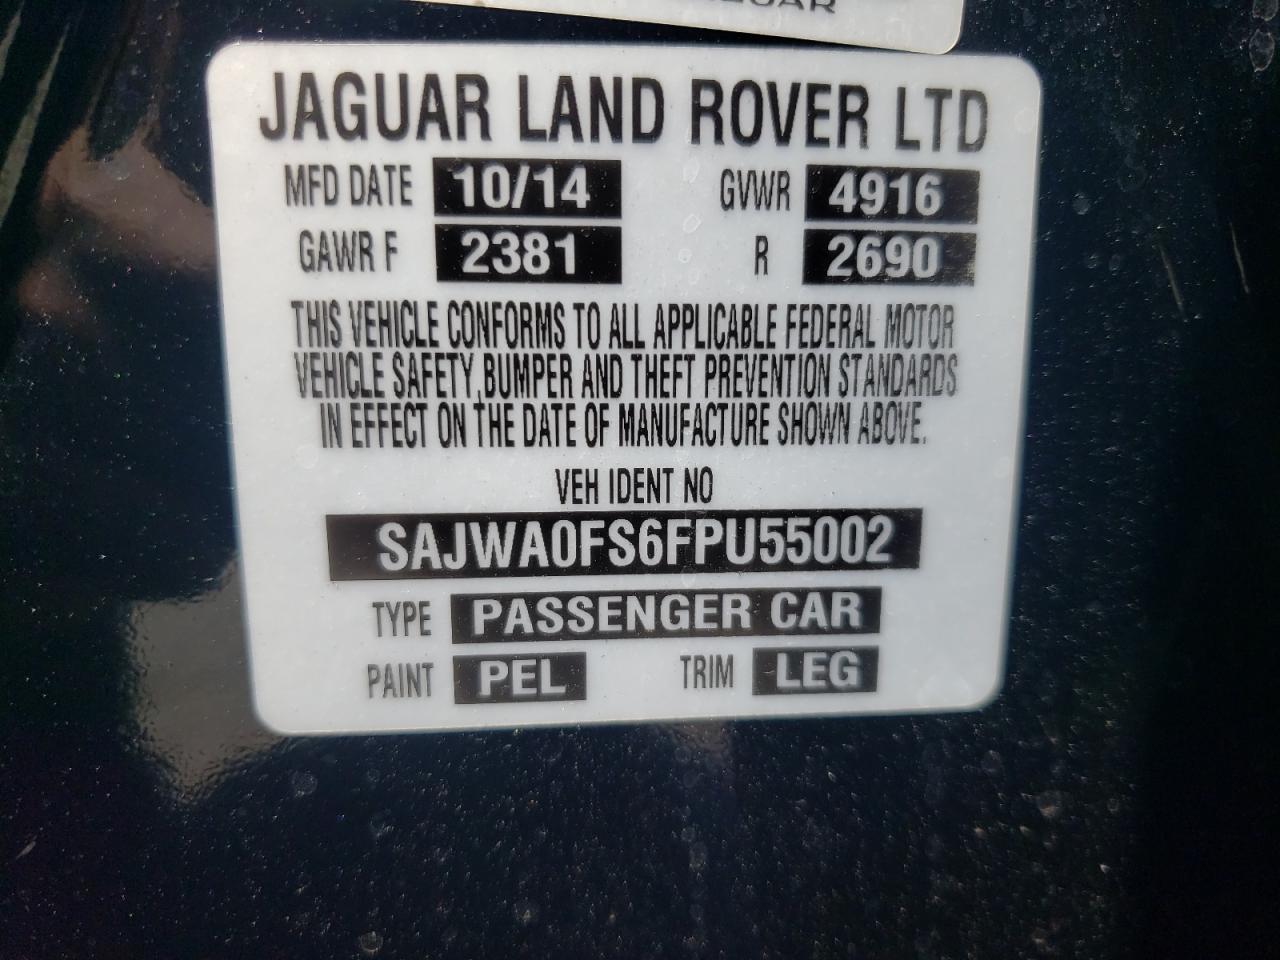 JAGUAR LAND ROVER LTD
MFD DATE 10/14 GVWR 4916
GAWR F 2381 R 2690
THIS VEHICLE CONFORMS TO ALL APPLICABLE FEDERAL MOTOR
VEHICLE SAFETY, BUMPER AND THEFT PREVENTION STANDARDS
IN EFFECT ON THE DATE OF MANUFACTURE SHOWN ABOVE.
VEH IDENT NO
SAJWA0FS6FPU55002
TYPE PASSENGER CAR
PAINT PEL TRIM LEG